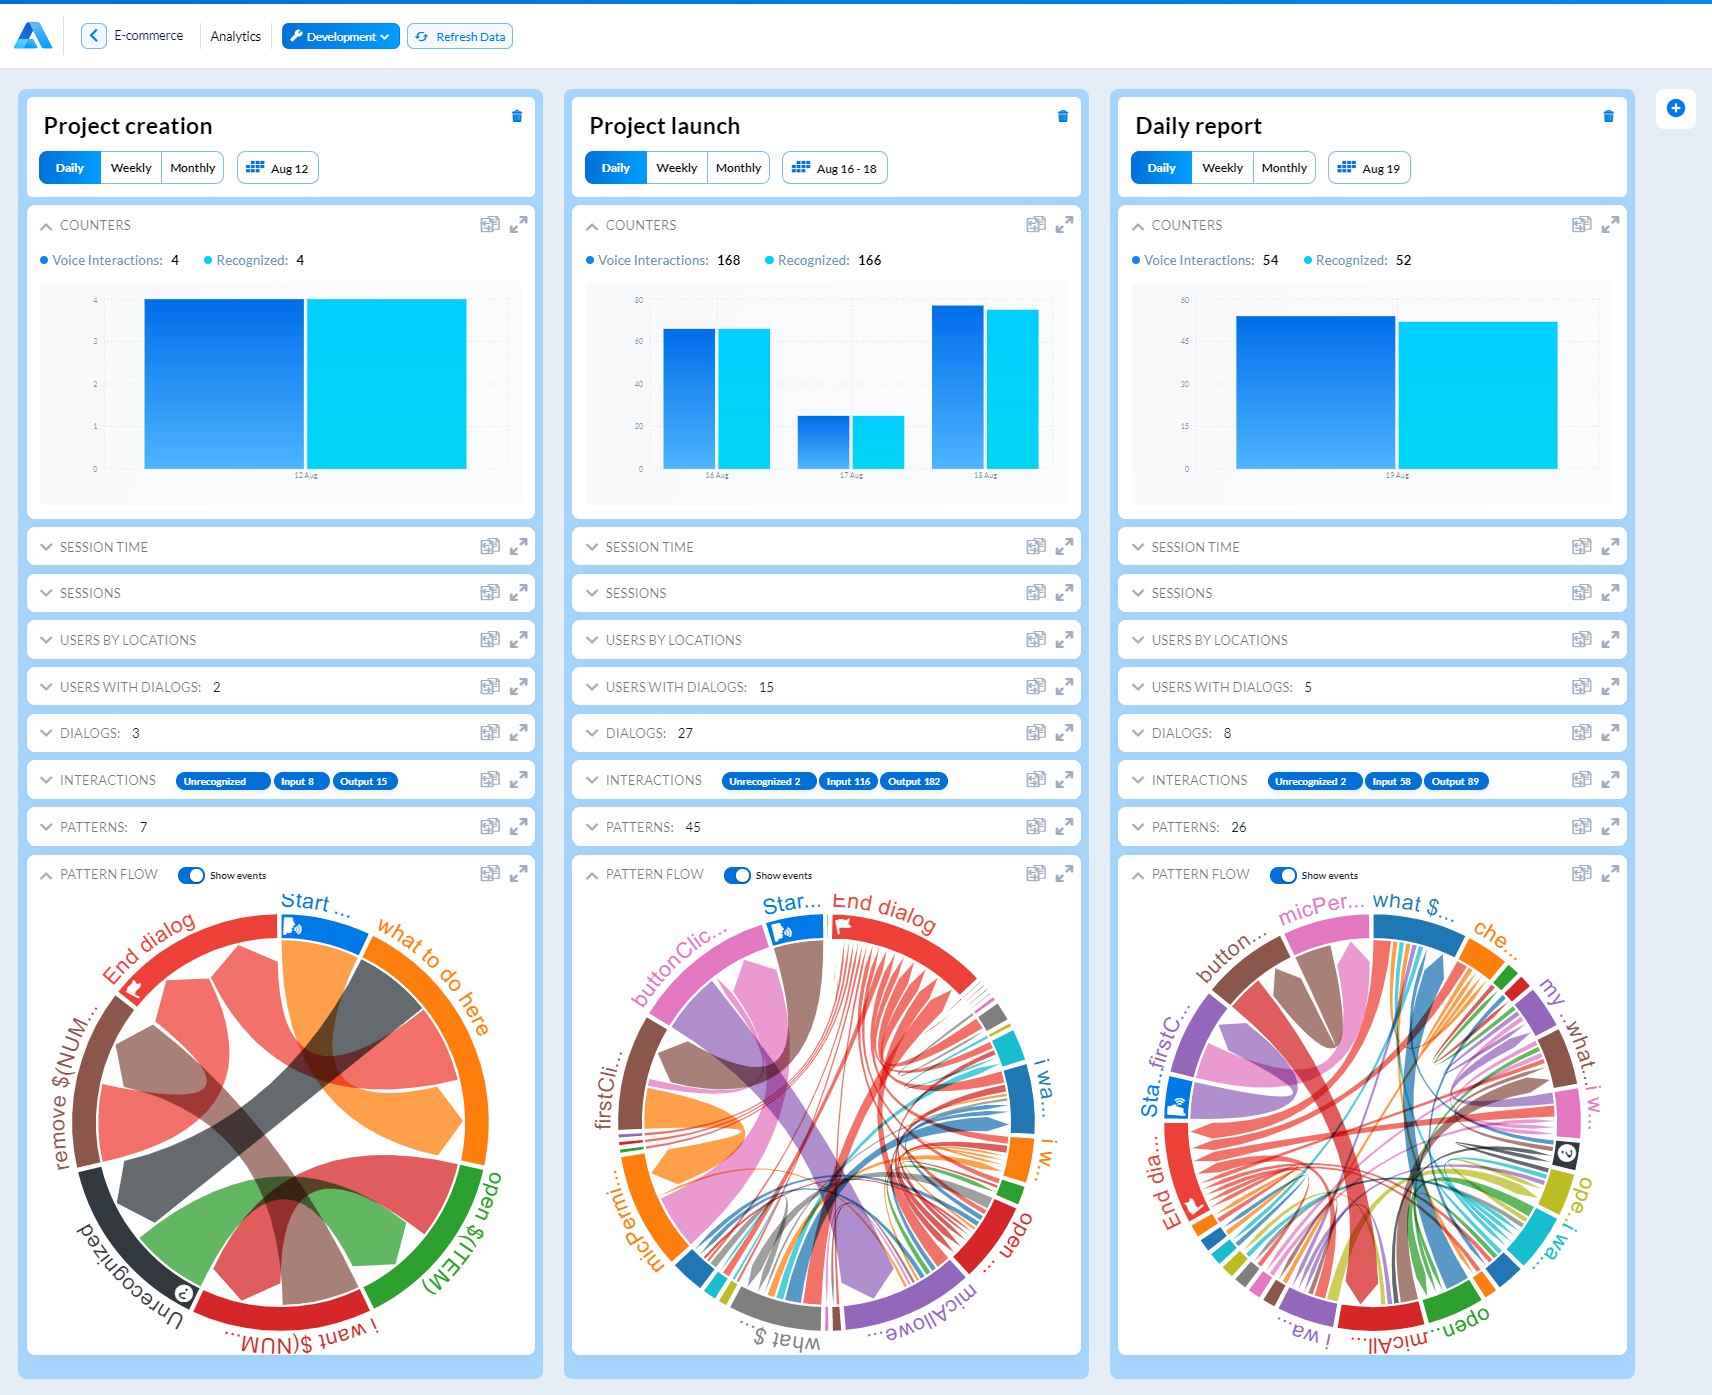 E-commerce
Analytics
Development
Refresh Data
Project creation
Daily
Weekly
Monthly
Aug 12
COUNTERS
Voice Interactions: 4
Recognized: 4
4
3
2
1
0
12 Aug
SESSION TIME
SESSIONS
USERS BY LOCATIONS
USERS WITH DIALOGS: 2
DIALOGS: 3
INTERACTIONS
Unrecognized
Input 8
Output 15
PATTERNS: 7
PATTERN FLOW
Show events
Start ...
what to do here
open $(ITEM)
i want $(NUM...
Unrecognized
remove $(NUM...
End dialog
Project launch
Daily
Weekly
Monthly
Aug 16 - 18
COUNTERS
Voice Interactions: 168
Recognized: 166
80
60
40
20
0
16 Aug
17 Aug
18 Aug
SESSION TIME
SESSIONS
USERS BY LOCATIONS
USERS WITH DIALOGS: 15
DIALOGS: 27
INTERACTIONS
Unrecognized 2
Input 116
Output 182
PATTERNS: 45
PATTERN FLOW
Show events
Star...
End dialog
i wa...
i w...
open ...
micAllowe...
what $...
micPermi...
firstCli...
buttonClic...
Daily report
Daily
Weekly
Monthly
Aug 19
COUNTERS
Voice Interactions: 54
Recognized: 52
60
45
30
15
0
19 Aug
SESSION TIME
SESSIONS
USERS BY LOCATIONS
USERS WITH DIALOGS: 5
DIALOGS: 8
INTERACTIONS
Unrecognized 2
Input 58
Output 89
PATTERNS: 26
PATTERN FLOW
Show events
micPer...
what $...
che...
my ...
what...
i w...
ope...
i wa...
open...
micAll...
i wa...
End dia...
Sta...
firstC...
button...